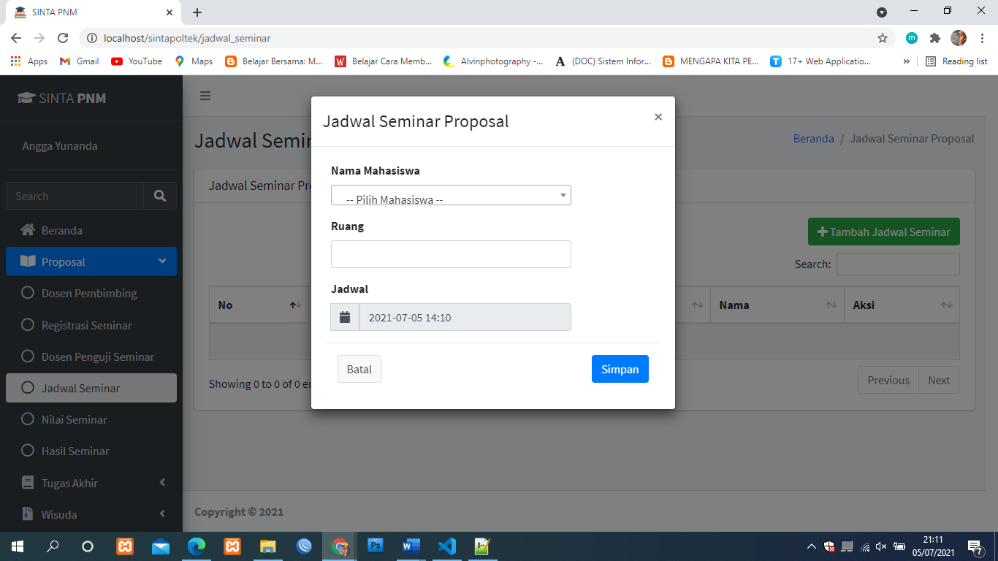 SINTA PNM
localhost/sintapoltek/jadwal_seminar
Apps Gmail YouTube Maps Belajar Bersama: M... Belajar Cara Memb... Alvinphotography -... (DOC) Sistem Infor... MENGAPA KITA PE... 17+ Web Applicatio... » Reading list
SINTA PNM
Angga Yunanda
Search
Beranda
Proposal
Dosen Pembimbing
Registrasi Seminar
Dosen Penguji Seminar
Jadwal Seminar
Nilai Seminar
Hasil Seminar
Tugas Akhir
Wisuda
Jadwal Semin
Beranda / Jadwal Seminar Proposal
Jadwal Seminar Pr
Tambah Jadwal Seminar
Search:
No Nama Aksi
Showing 0 to 0 of 0 en
Previous Next
Copyright © 2021
Jadwal Seminar Proposal ×
Nama Mahasiswa
-- Pilih Mahasiswa --
Ruang
Jadwal
2021-07-05 14:10
Batal Simpan
21:11
05/07/2021
7